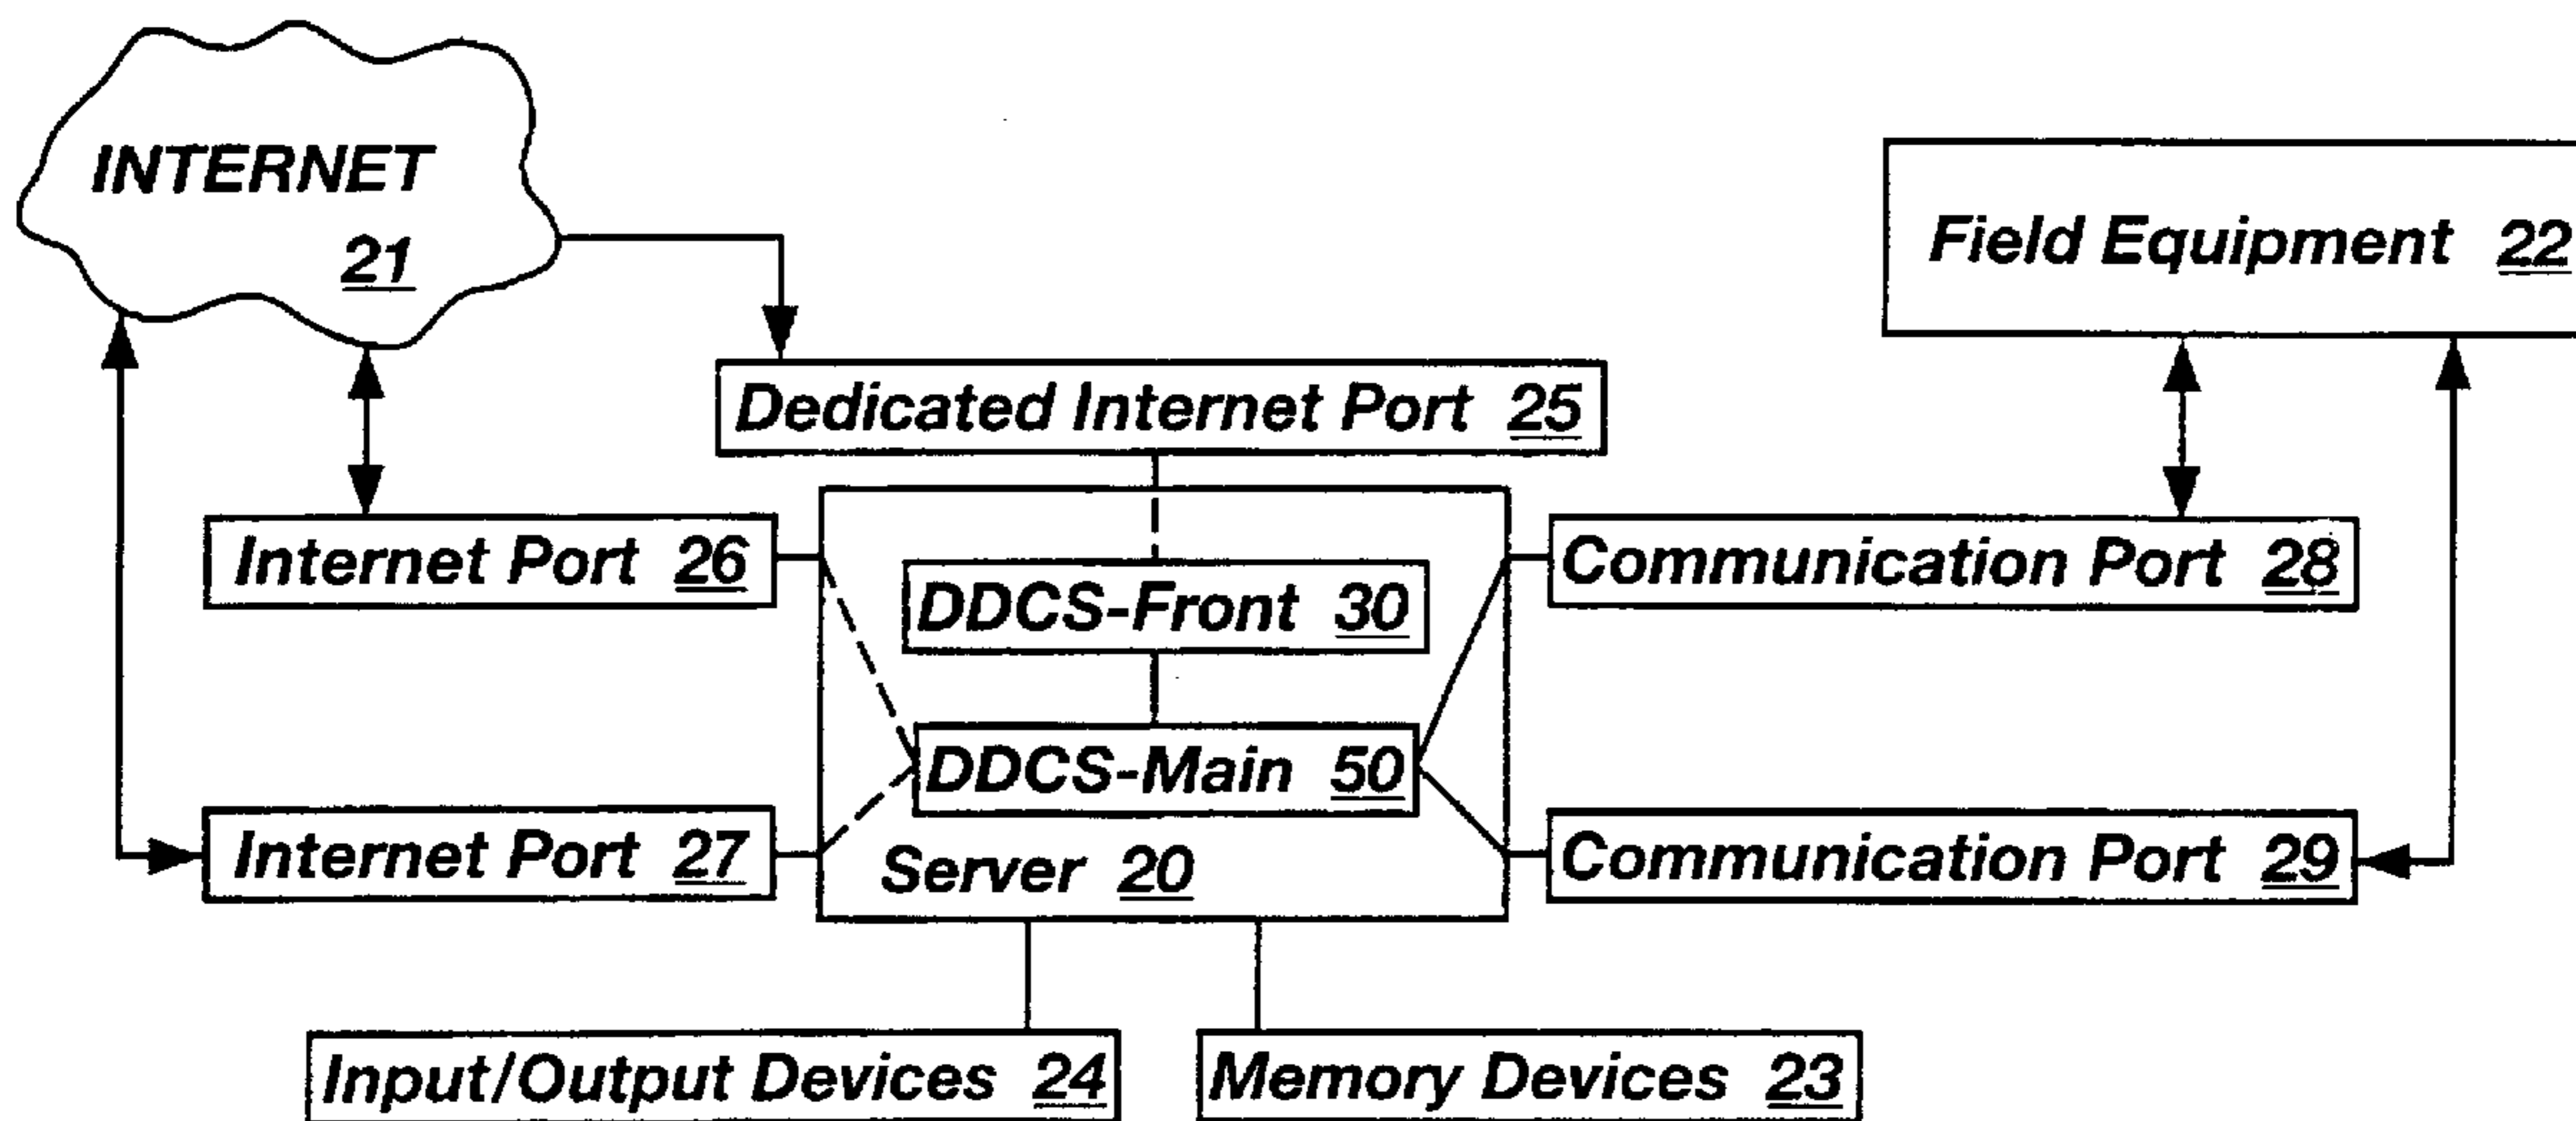 INTERNET
21
Field Equipment 22
Dedicated Internet Port 25
Internet Port 26
DDCS-Front 30
Communication Port 28
DDCS-Main 50
Internet Port 27
Server 20
Communication Port 29
Input/Output Devices 24
Memory Devices 23